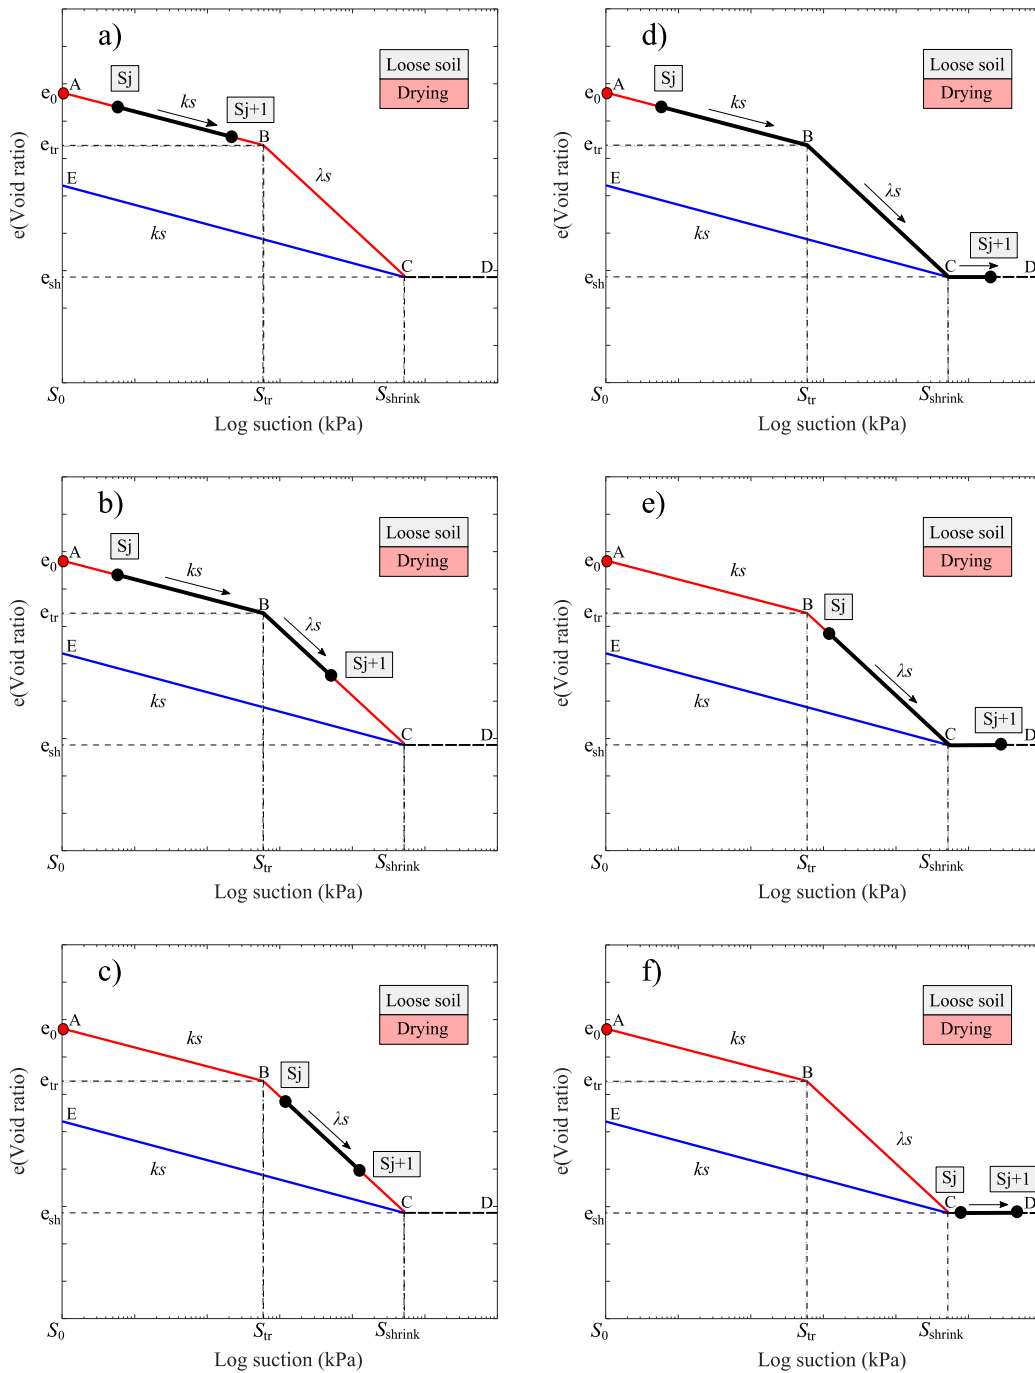 a)
Loose soil
Drying
Sj
A
ks
Sj+1
e0
B
etr
λs
E
ks
C
D
esh
e(Void ratio)
S0
Str
Sshrink
Log suction (kPa)
d)
Loose soil
Drying
Sj
A
ks
e0
B
etr
λs
E
ks
Sj+1
C
D
esh
e(Void ratio)
S0
Str
Sshrink
Log suction (kPa)
b)
Loose soil
Drying
Sj
A
ks
e0
B
etr
λs
E
Sj+1
ks
C
D
esh
e(Void ratio)
S0
Str
Sshrink
Log suction (kPa)
e)
Loose soil
Drying
A
ks
e0
B
Sj
etr
λs
E
ks
Sj+1
C
D
esh
e(Void ratio)
S0
Str
Sshrink
Log suction (kPa)
c)
Loose soil
Drying
A
ks
e0
B
Sj
etr
λs
E
Sj+1
ks
C
D
esh
e(Void ratio)
S0
Str
Sshrink
Log suction (kPa)
f)
Loose soil
Drying
A
ks
e0
B
etr
λs
E
ks
Sj
Sj+1
C
D
esh
e(Void ratio)
S0
Str
Sshrink
Log suction (kPa)